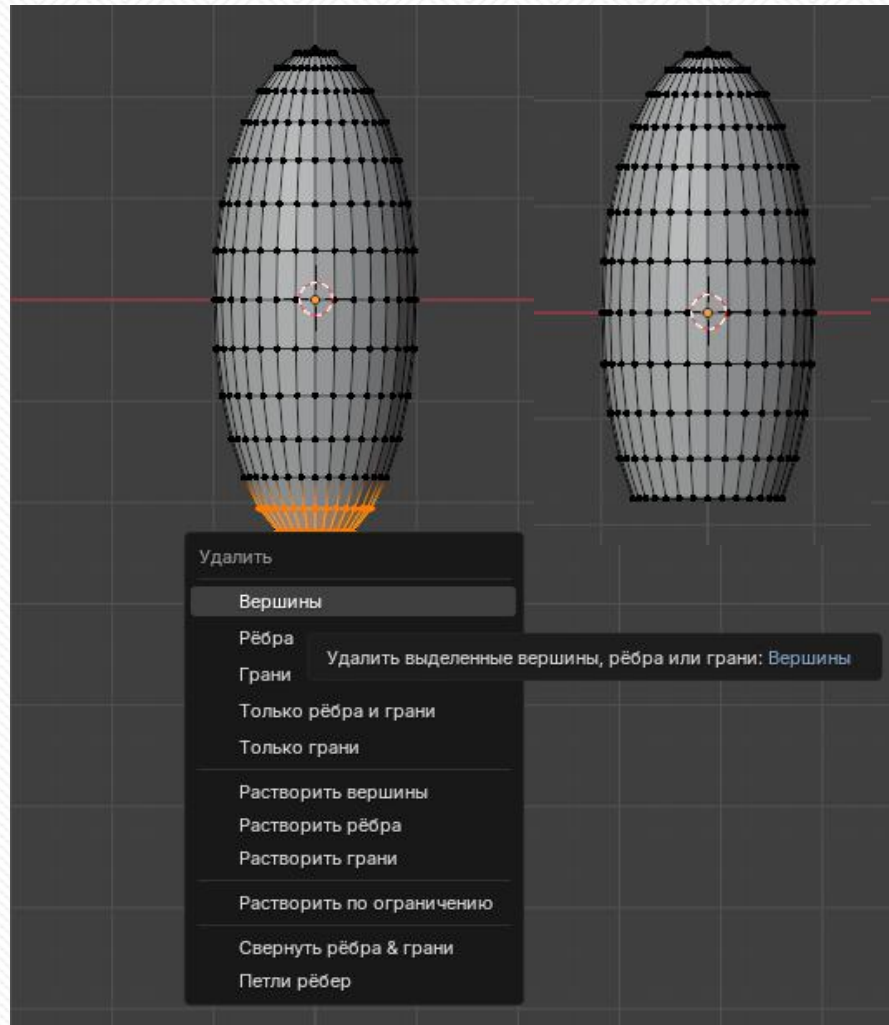 Удалить
Вершины
Рёбра
Удалить выделенные вершины, рёбра или грани: Вершины
Грани
Только рёбра и грани
Только грани
Растворить вершины
Растворить рёбра
Растворить грани
Растворить по ограничению
Свернуть рёбра & грани
Петли рёбер